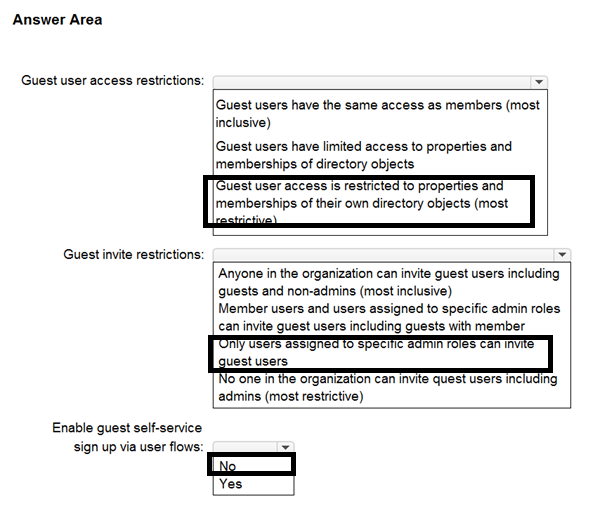 Answer Area
Guest user access restrictions:
Guest users have the same access as members (most
inclusive)
Guest users have limited access to properties and
memberships of directory objects
Guest user access is restricted to properties and
memberships of their own directory objects (most
restrictive)
Guest invite restrictions:
Anyone in the organization can invite guest users including
guests and non-admins (most inclusive)
Member users and users assigned to specific admin roles
can invite guest users including guests with member
Only users assigned to specific admin roles can invite
guest users
No one in the organization can invite quest users including
admins (most restrictive)
Enable guest self-service
sign up via user flows:
No
Yes